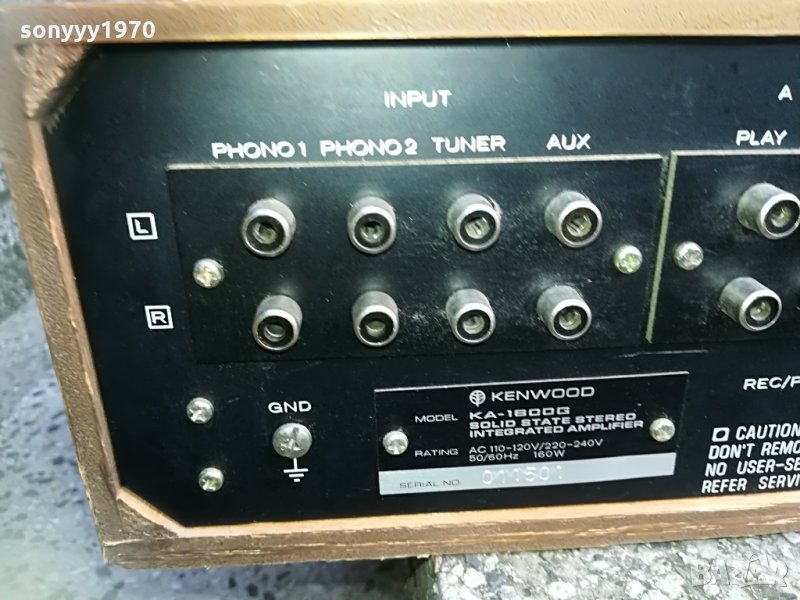 sonyyy1970
INPUT
A
PHONO 1 PHONO 2 TUNER AUX
PLAY
L
R
GND
REC/P
KENWOOD
MODEL KA-1600G
SOLID STATE STEREO
INTEGRATED AMPLIFIER
RATING AC 110-120V/220-240V
50/60Hz 160W
SERIAL NO. 011501
CAUTION
DON'T REMO
NO USER-SE
REFER SERVI